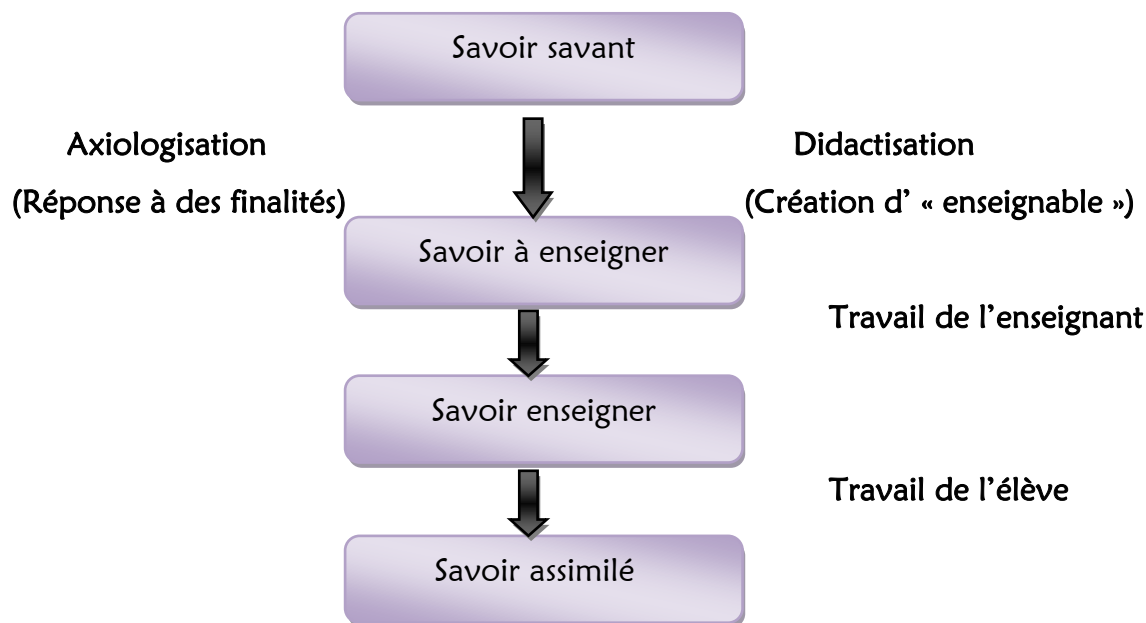 Savoir savant
Axiologisation
Didactisation
(Réponse à des finalités)
(Création d' « enseignable »)
Savoir à enseigner
Travail de l'enseignant
Savoir enseigner
Travail de l'élève
Savoir assimilé